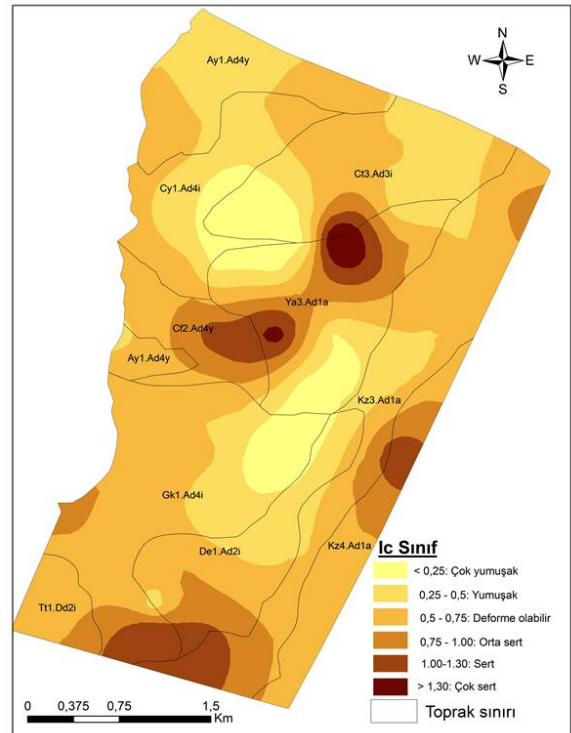 N
W E
S
Ay1.Ad4y
Ct3.Ad3i
Cy1.Ad4i
Ya3.Ad1a
Cf2.Ad4y
Ay1.Ad4y
Kz3.Ad1a
Gk1.Ad4i
De1.Ad2i
Kz4.Ad1a
Tt1.Dd2i
Ic Sınıf
< 0,25: Çok yumuşak
0,25 - 0,5: Yumuşak
0,5 - 0,75: Deforme olabilir
0,75 - 1.00: Orta sert
1.00-1.30: Sert
> 1,30: Çok sert
Toprak sınırı
0 0,375 0,75 1,5
Km